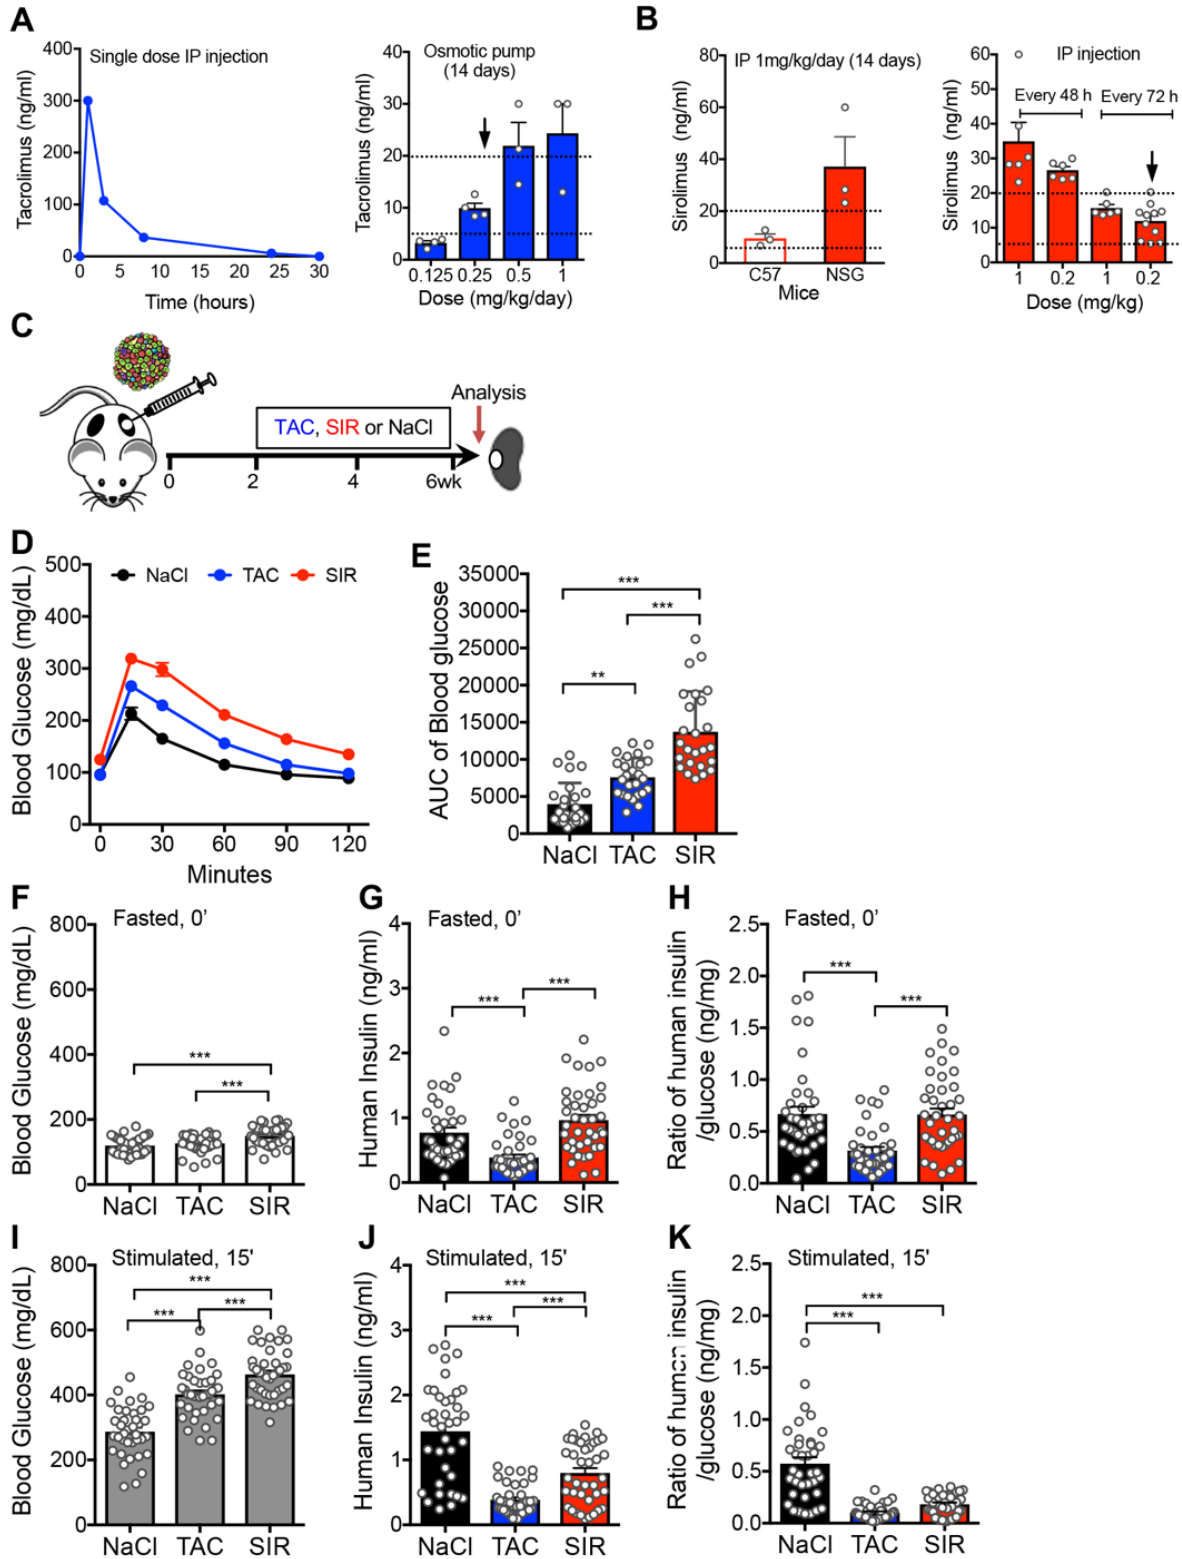 A
Single dose IP injection
Tacrolimus (ng/ml)
400
300
200
100
0
0 5 10 15 20 25 30
Time (hours)
Osmotic pump
(14 days)
Tacrolimus (ng/ml)
40
30
20
10
0
0.125 0.25 0.5 1
Dose (mg/kg/day)
B
IP 1mg/kg/day (14 days)
Sirolimus (ng/ml)
80
60
40
20
0
C57 NSG
Mice
IP injection
Every 48 h Every 72 h
Sirolimus (ng/ml)
60
40
30
20
10
0
1 0.2 1 0.2
Dose (mg/kg)
C
Analysis
TAC, SIR or NaCl
0 2 4 6wk
D
NaCl TAC SIR
Blood Glucose (mg/dL)
500
400
300
200
100
0
0 30 60 90 120
Minutes
E
AUC of Blood glucose
35000
30000
25000
20000
15000
10000
5000
0
***
***
**
NaCl TAC SIR
F
Fasted, 0'
Blood Glucose (mg/dL)
800
600
400
200
0
***
***
NaCl TAC SIR
G
Fasted, 0'
Human Insulin (ng/ml)
4
3
2
1
0
***
***
NaCl TAC SIR
H
Fasted, 0'
Ratio of human insulin
/glucose (ng/mg)
2.5
2.0
1.5
1.0
0.5
0.0
***
***
NaCl TAC SIR
I
Stimulated, 15'
Blood Glucose (mg/dL)
800
600
400
200
0
***
***
***
NaCl TAC SIR
J
Stimulated, 15'
Human Insulin (ng/ml)
4
3
2
1
0
***
***
***
NaCl TAC SIR
K
Stimulated, 15'
Ratio of human insulin
/glucose (ng/mg)
2.5
2.0
1.5
1.0
0.5
0.0
***
***
NaCl TAC SIR